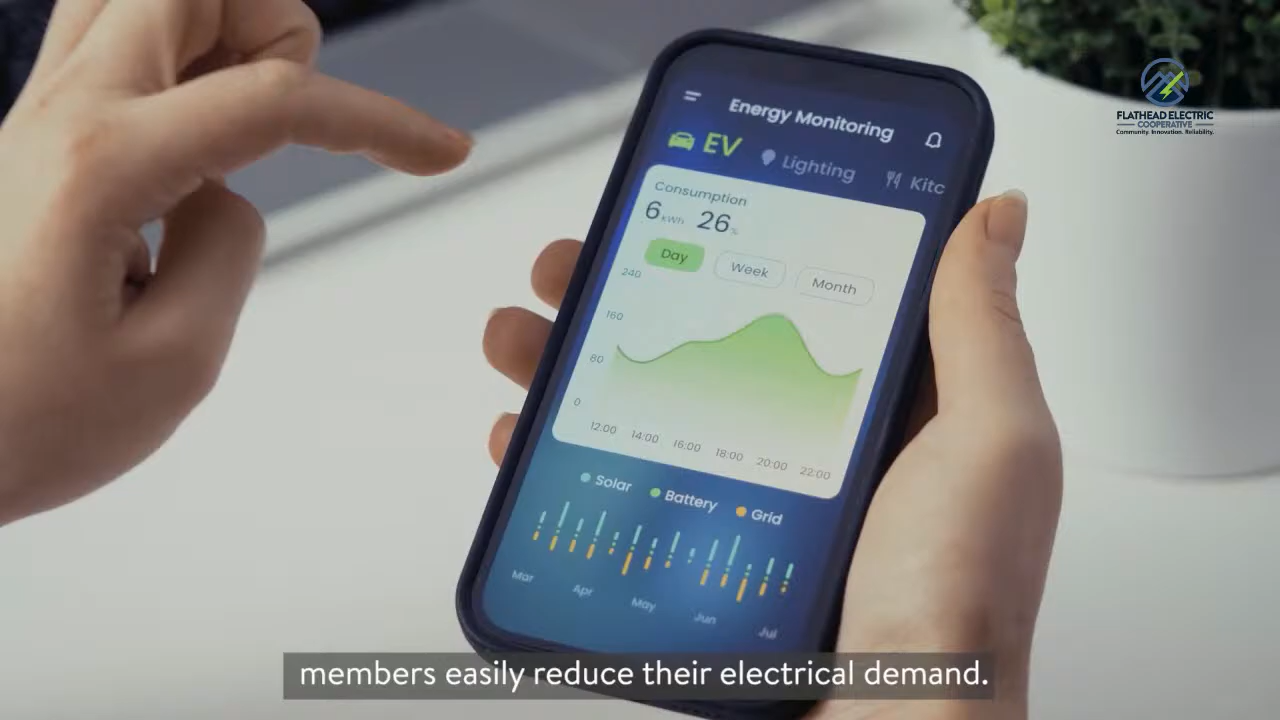 FLATHEAD ELECTRIC
COOPERATIVE
Community. Innovation. Reliability.
Energy Monitoring
EV Lighting Kitc
Consumption
6 kWh 26 %
Day Week Month
240
160
80
0
12:00 14:00 16:00 18:00 20:00 22:00
Solar Battery Grid
Mar Apr May Jun Jul
members easily reduce their electrical demand.